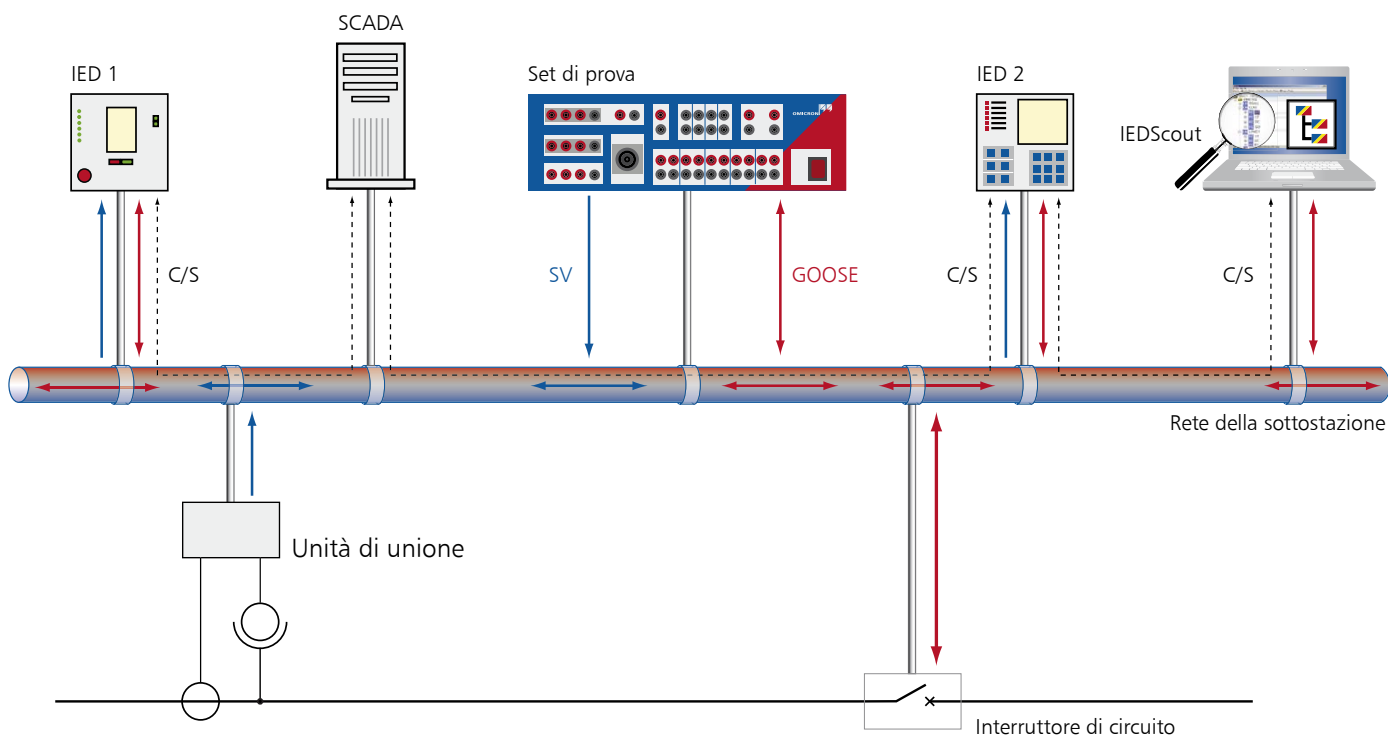 SCADA
IED 1
Set di prova
IED 2
OMICRON
IEDScout
C/S
SV
GOOSE
C/S
C/S
Rete della sottostazione
Unità di unione
Interruttore di circuito